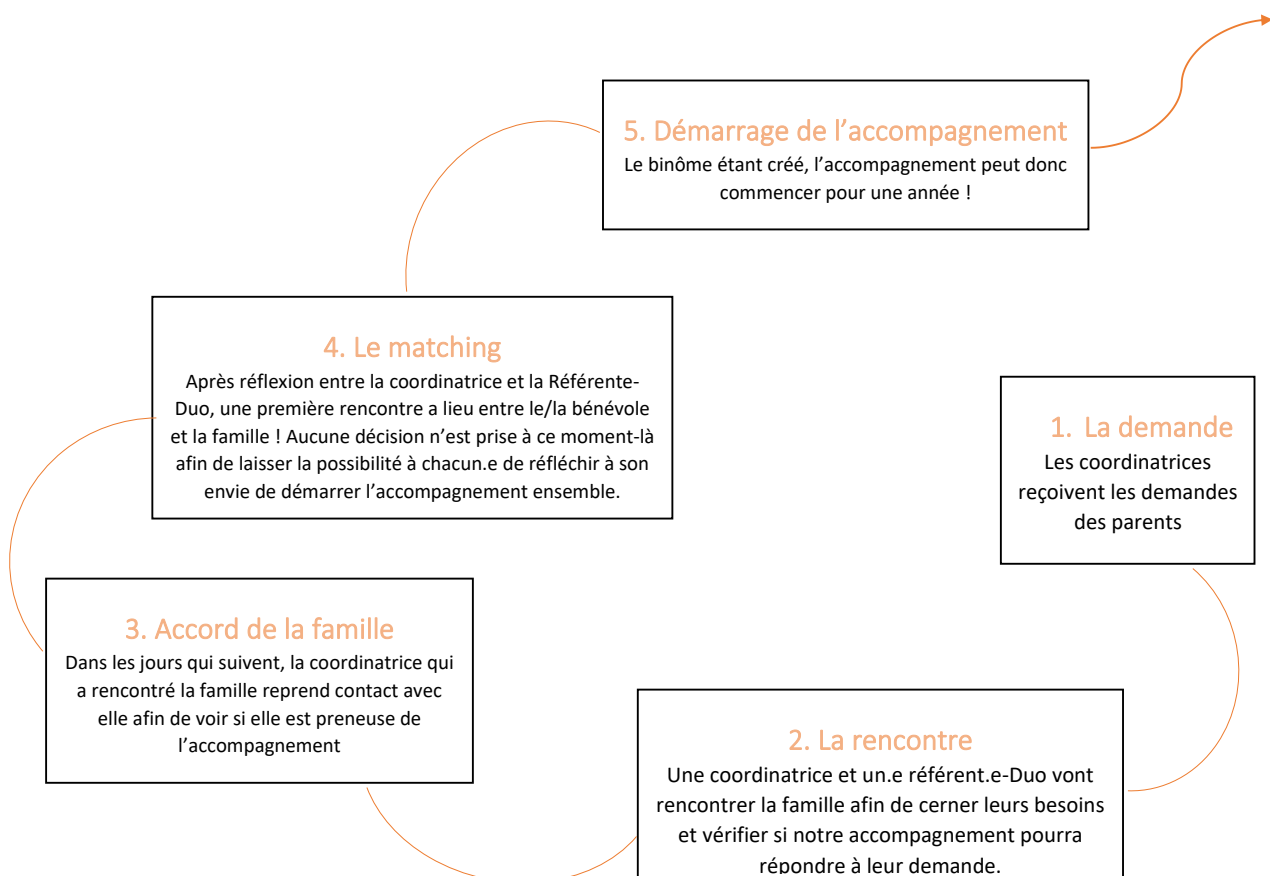 5. Démarrage de l’accompagnement
Le binôme étant créé, l’accompagnement peut donc
commencer pour une année !
4. Le matching
Après réflexion entre la coordinatrice et la Référente-
Duo, une première rencontre a lieu entre le/la bénévole
et la famille ! Aucune décision n’est prise à ce moment-là
afin de laisser la possibilité à chacun.e de réfléchir à son
envie de démarrer l’accompagnement ensemble.
1. La demande
Les coordinatrices
reçoivent les demandes
des parents
3. Accord de la famille
Dans les jours qui suivent, la coordinatrice qui
a rencontré la famille reprend contact avec
elle afin de voir si elle est preneuse de
l’accompagnement
2. La rencontre
Une coordinatrice et un.e référent.e-Duo vont
rencontrer la famille afin de cerner leurs besoins
et vérifier si notre accompagnement pourra
répondre à leur demande.